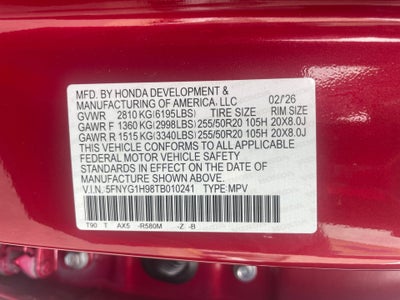 MFD. BY HONDA DEVELOPMENT &
MANUFACTURING OF AMERICA, LLC 02/'26
GVWR 2810 KG(6195LBS) TIRE SIZE RIM SIZE
GAWR F 1360 KG(2998LBS) 255/50R20 105H 20X8.0J
GAWR R 1515 KG(3340LBS) 255/50R20 105H 20X8.0J
THIS VEHICLE CONFORMS TO ALL APPLICABLE
FEDERAL MOTOR VEHICLE SAFETY
STANDARDS IN EFFECT ON THE DATE OF
MANUFACTURE SHOWN ABOVE.
V.I.N. 5FNYG1H98TB010241 TYPE:MPV
T90 T AX5 -R580M -Z -B